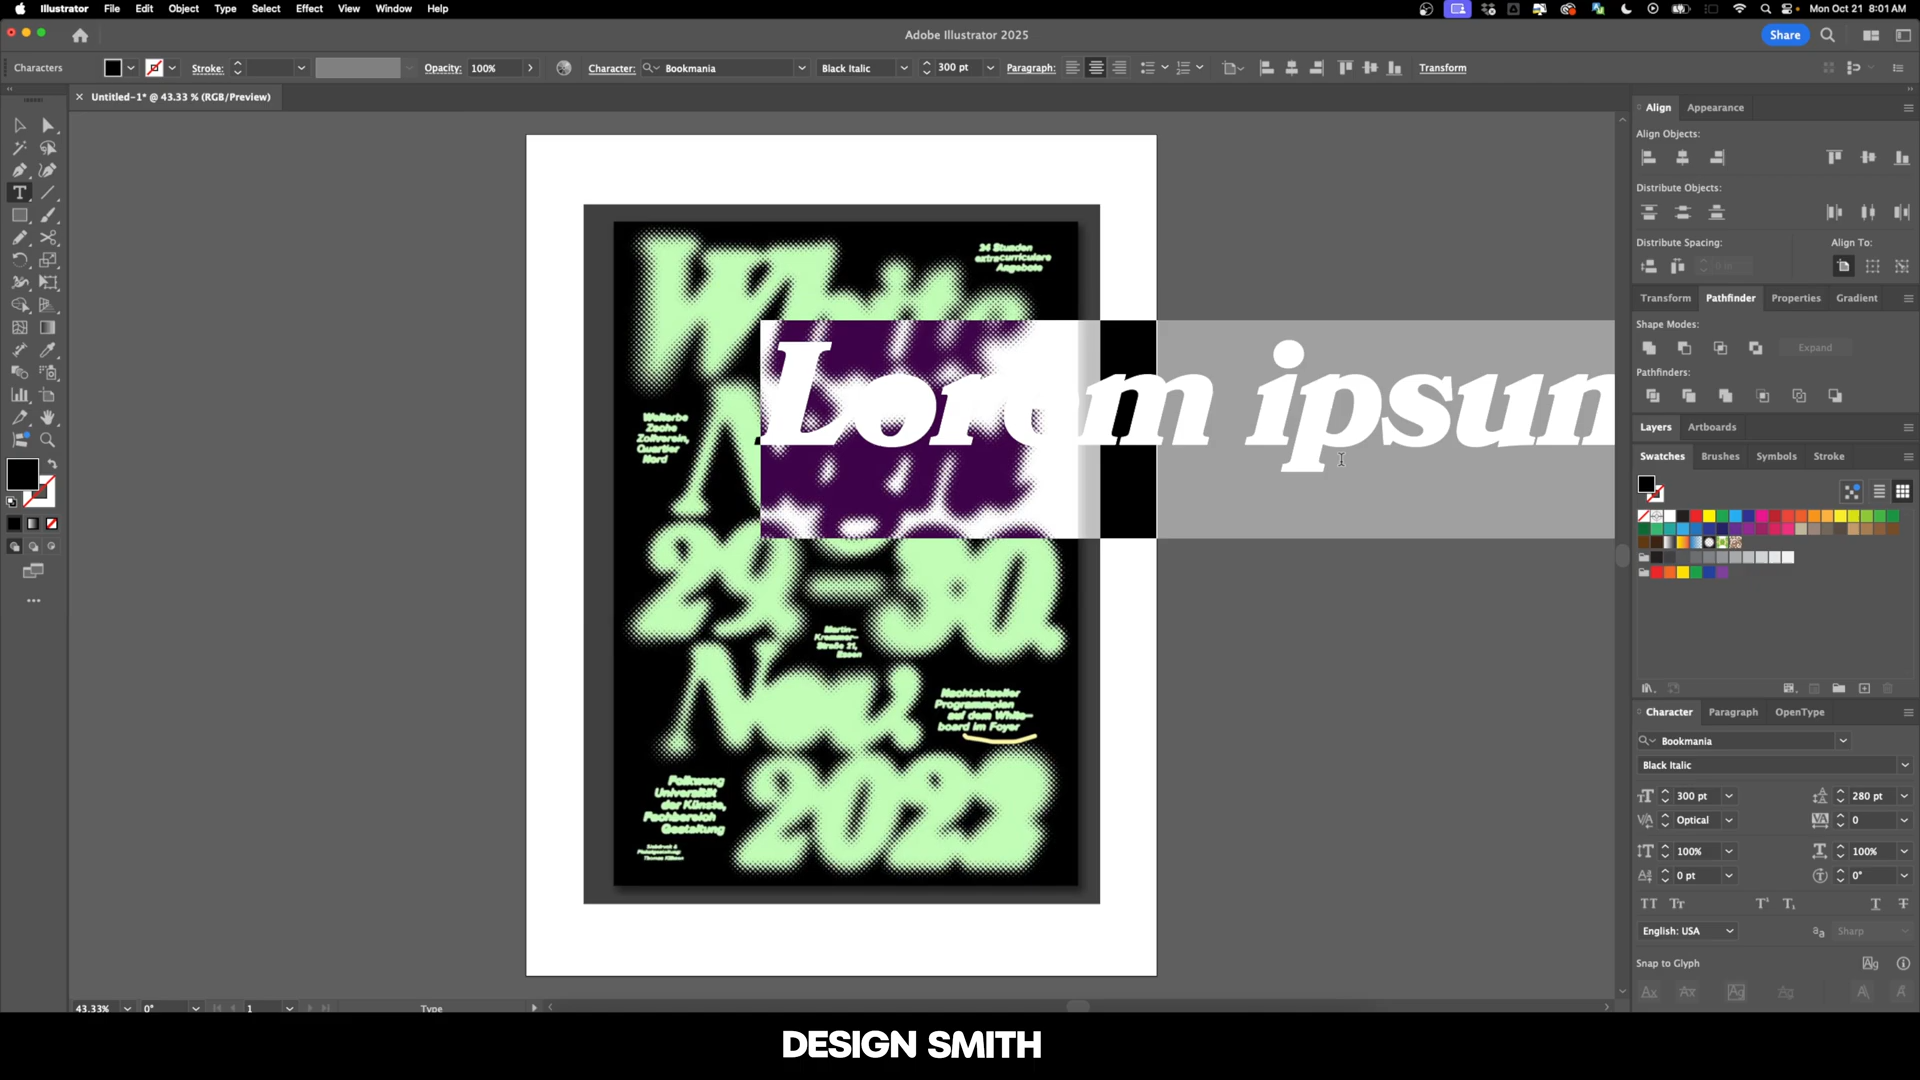 Illustrator File Edit Object Type Select Effect View Window Help
Mon Oct 21 8:01 AM
Adobe Illustrator 2025
Share
Characters
Stroke:
Opacity: 100%
Character: Bookmania
Black Italic
300 pt
Paragraph:
Transform
Untitled-1* @ 43.33 % (RGB/Preview)
White
24 Stunden
extracurriculare
Angebote
Lorem ipsum
Welterbe
Zeche
Zollverein,
Quartier
Nord
29
30.
Martin-
Kremmer-
Straße 21,
Essen
Nov.
Nachtaktweiler
Programmplan
auf dem White-
board im Foyer
2023
Folkwang
Universität
der Künste,
Fachbereich
Gestaltung
43.33%
0°
1
Type
Align Appearance
Align Objects:
Distribute Objects:
Distribute Spacing:
Align To:
0 in
Transform Pathfinder Properties Gradient
Shape Modes:
Expand
Pathfinders:
Layers Artboards
Swatches Brushes Symbols Stroke
Character Paragraph OpenType
Bookmania
Black Italic
300 pt 280 pt
Optical 0
100% 100%
0 pt 0°
English: USA
Sharp
Snap to Glyph
DESIGN SMITH